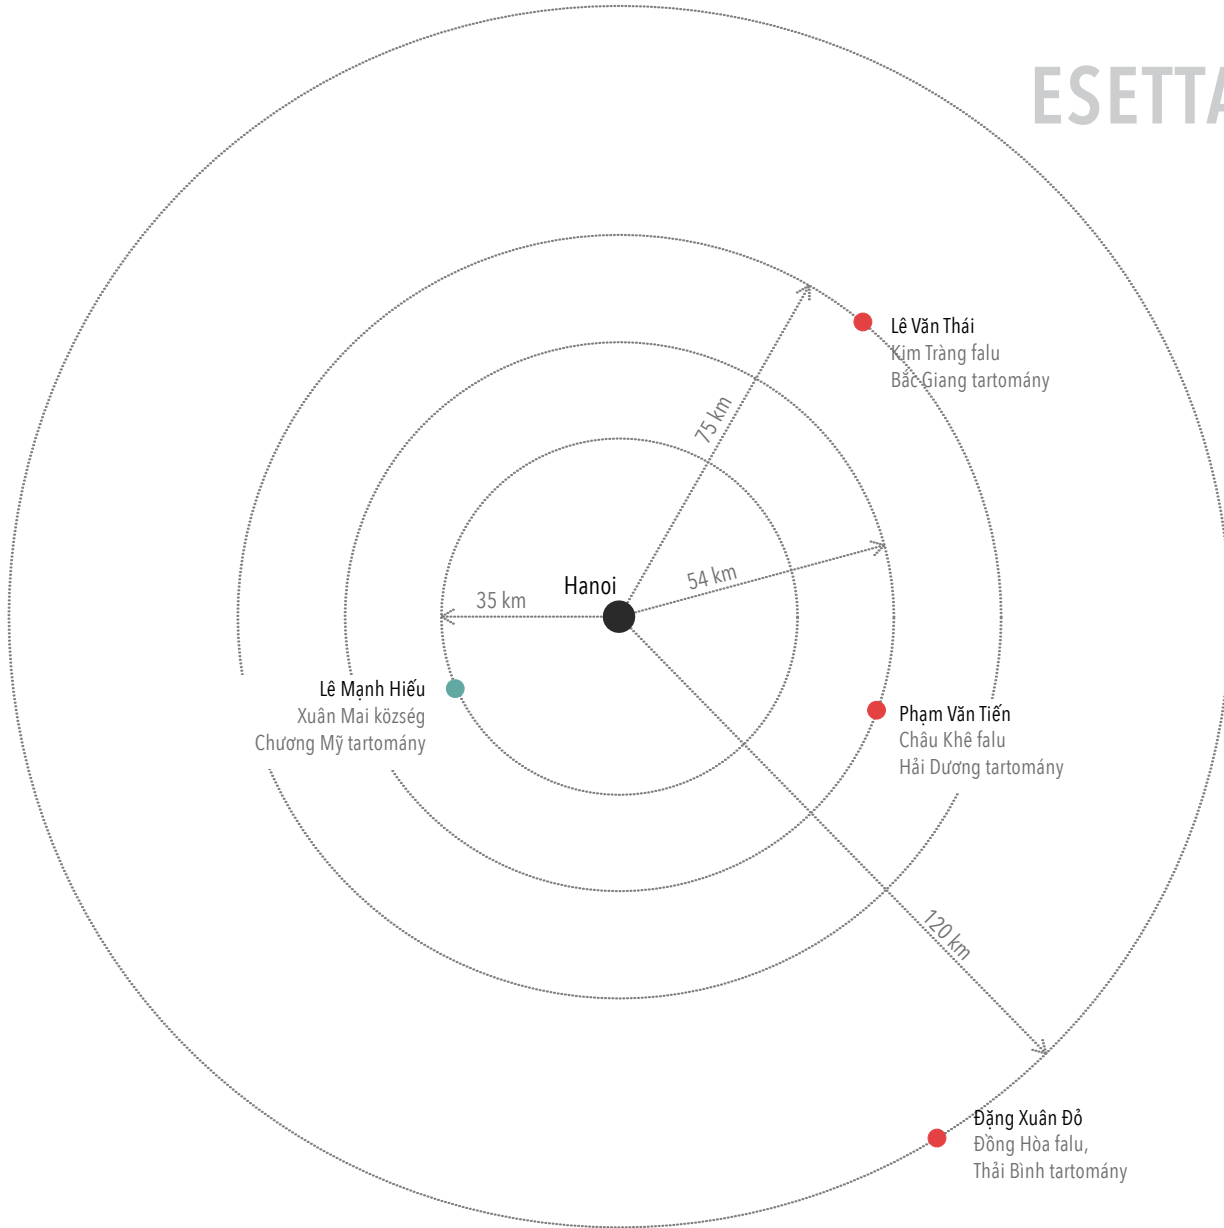 ESETTA
Lê Văn Thái
Kim Tràng falu
Bắc Giang tartomány
75 km
54 km
Hanoi
35 km
Lê Mạnh Hiếu
Xuân Mai község
Chương Mỹ tartomány
Phạm Văn Tiến
Châu Khê falu
Hải Dương tartomány
120 km
Đặng Xuân Đỏ
Đồng Hòa falu,
Thải Bình tartomány